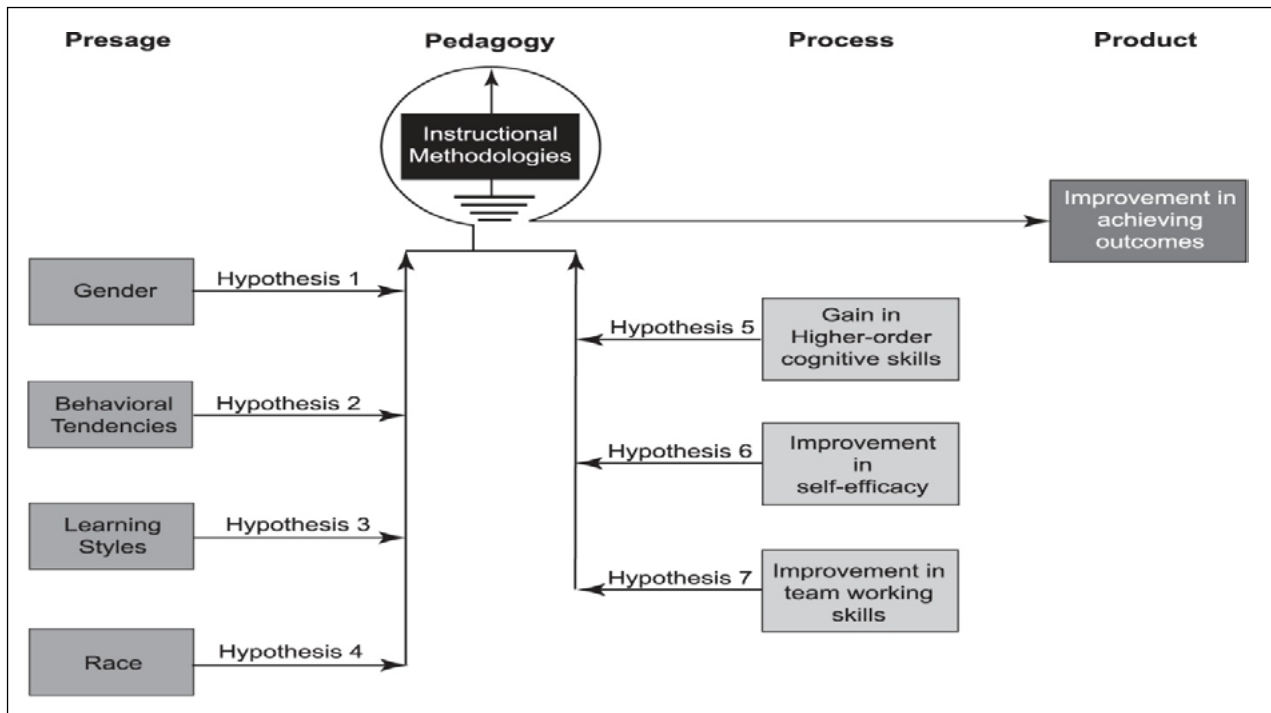 Presage
Pedagogy
Process
Product
Instructional
Methodologies
Improvement in
achieving
outcomes
Gender
Hypothesis 1
Behavioral
Tendencies
Hypothesis 2
Learning
Styles
Hypothesis 3
Race
Hypothesis 4
Hypothesis 5
Gain in
Higher-order
cognitive skills
Hypothesis 6
Improvement
in
self-efficacy
Hypothesis 7
Improvement in
team working
skills